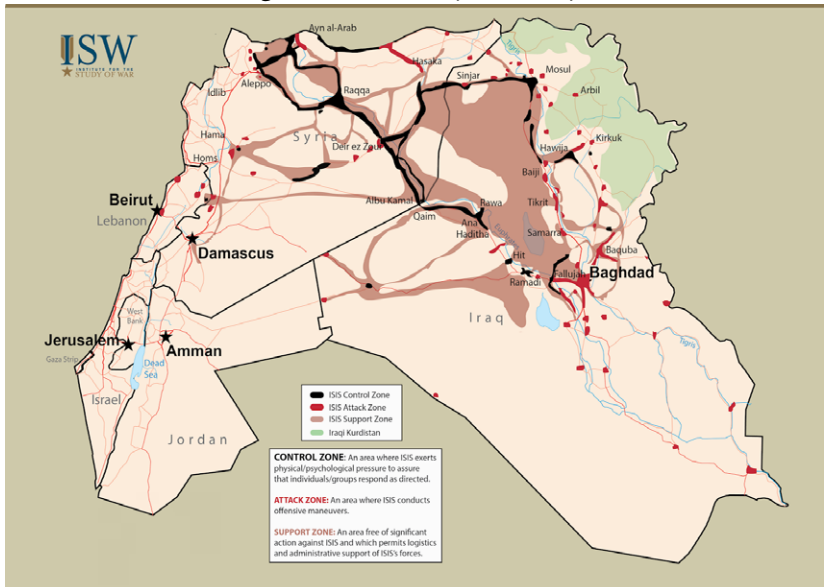 ISW
INSTITUTE FOR THE
STUDY OF WAR
Ayn al-Arab
Tigris
Hasaka
Sinjar
Mosul
Aleppo
Raqqa
Arbil
Idlib
Hama
Syria
Deir ez Zour
Kirkuk
Hawija
Homs
Baiji
Albu Kamal
Rawa
Tikrit
Beirut
Lebanon
Qaim
Ana
Haditha
Euphrates
Samarra
Baquba
Damascus
Hit
Fallujah
Baghdad
Ramadi
West
Bank
Iraq
Tigris
Jerusalem
Amman
Gaza Strip
Dead
Sea
Israel
Jordan
ISIS Control Zone
ISIS Attack Zone
ISIS Support Zone
Iraqi Kurdistan
CONTROL ZONE: An area where ISIS exerts
physical/psychological pressure to assure
that individuals/groups respond as directed.
ATTACK ZONE: An area where ISIS conducts
offensive maneuvers.
SUPPORT ZONE: An area free of significant
action against ISIS and which permits logistics
and administrative support of ISIS's forces.